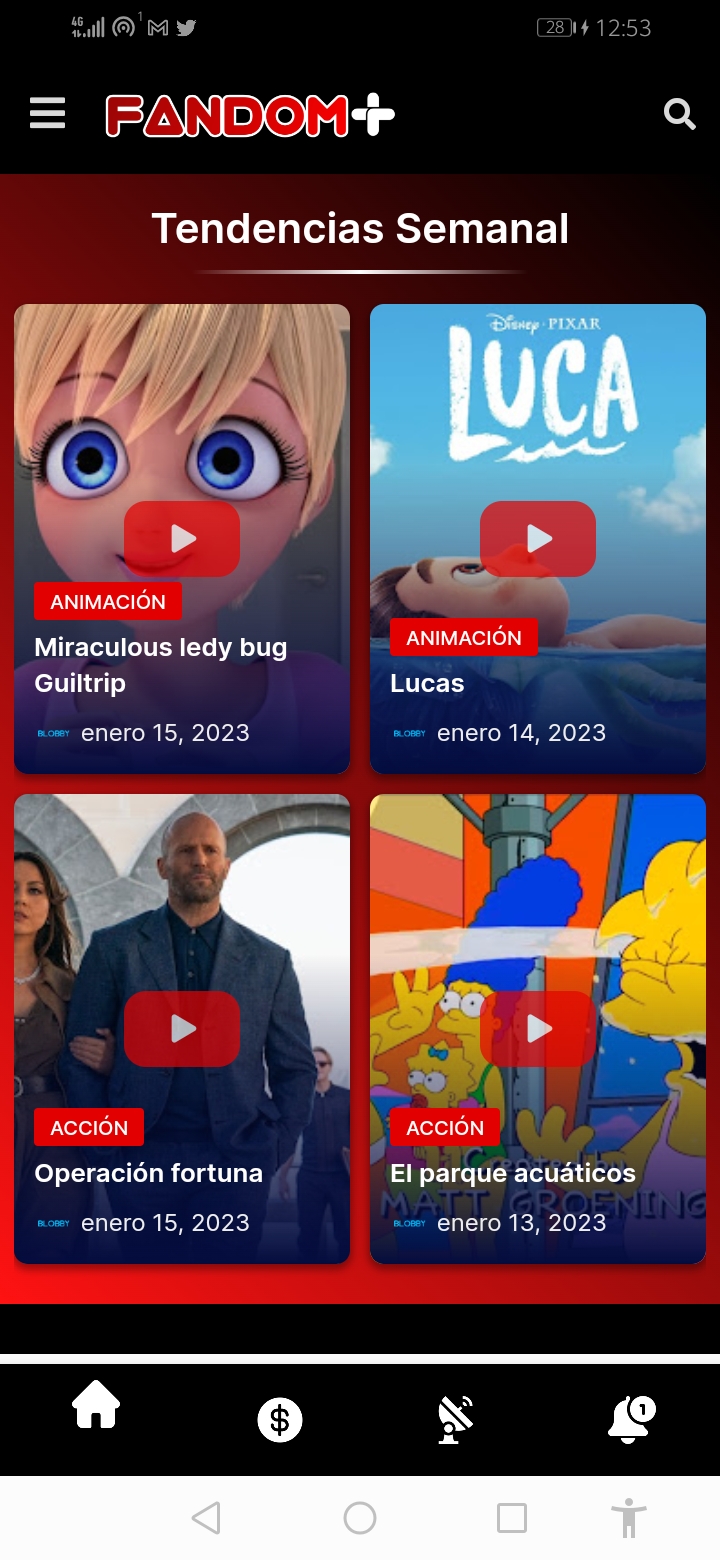 4G 1 28 12:53
FANDOM+
Tendencias Semanal
Disney · PIXAR
LUCA
ANIMACIÓN
Miraculous ledy bug
Guiltrip
BLOBBY enero 15, 2023
ANIMACIÓN
Lucas
BLOBBY enero 14, 2023
ACCIÓN
Operación fortuna
BLOBBY enero 15, 2023
ACCIÓN
Created by
MATT GROENING
El parque acuáticos
BLOBBY enero 13, 2023
$
1